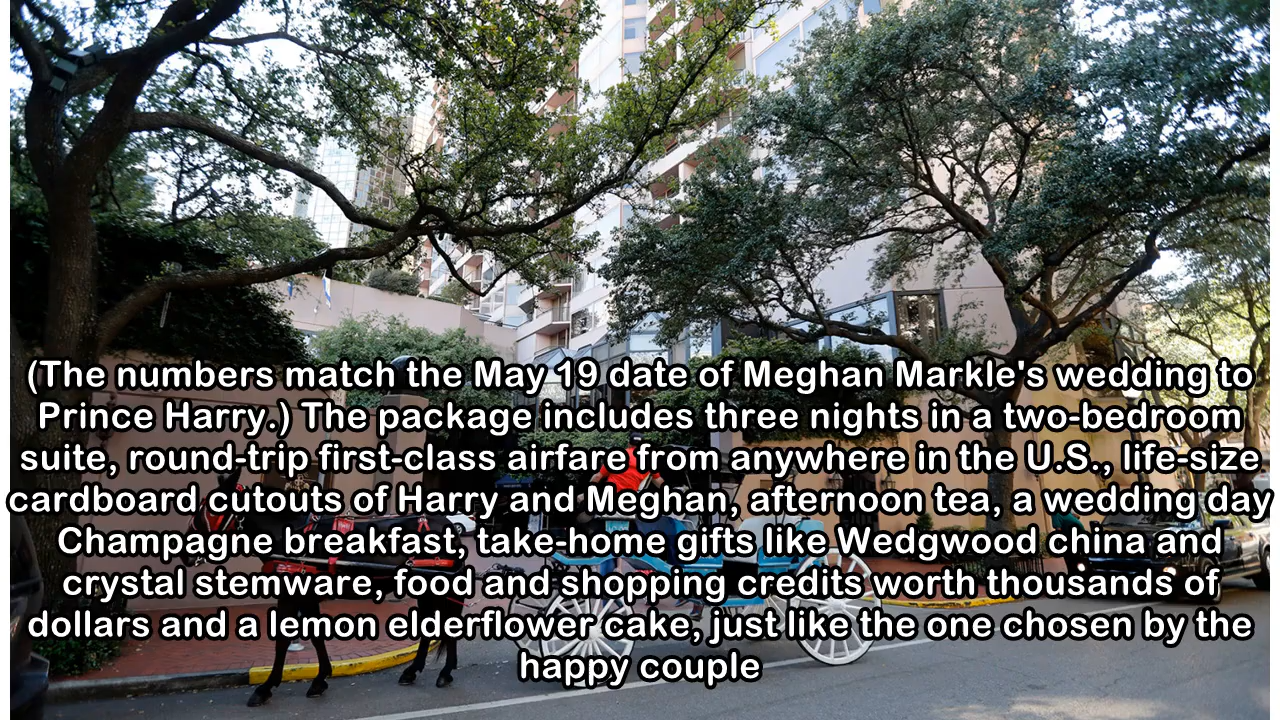 (The numbers match the May 19 date of Meghan Markle's wedding to
Prince Harry.) The package includes three nights in a two-bedroom
suite, round-trip first-class airfare from anywhere in the U.S., life-size
cardboard cutouts of Harry and Meghan, afternoon tea, a wedding day
Champagne breakfast, take-home gifts like Wedgwood china and
crystal stemware, food and shopping credits worth thousands of
dollars and a lemon elderflower cake, just like the one chosen by the
happy couple